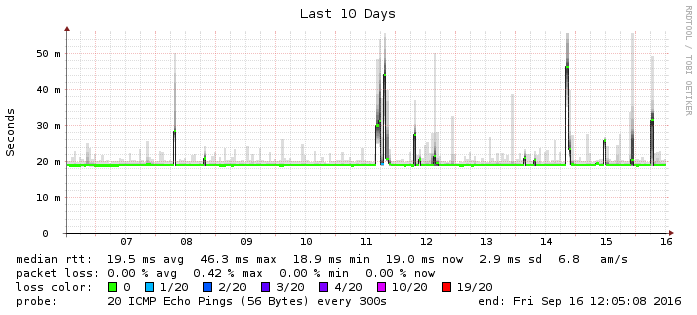 Last 10 Days
RRDTOOL / TOBI OETIKER
Seconds
50 m
40 m
30 m
20 m
10 m
0
07 08 09 10 11 12 13 14 15 16
median rtt: 19.5 ms avg 46.3 ms max 18.9 ms min 19.0 ms now 2.9 ms sd 6.8 am/s
packet loss: 0.00 % avg 0.42 % max 0.00 % min 0.00 % now
loss color: 0 1/20 2/20 3/20 4/20 10/20 19/20
probe: 20 ICMP Echo Pings (56 Bytes) every 300s end: Fri Sep 16 12:05:08 2016